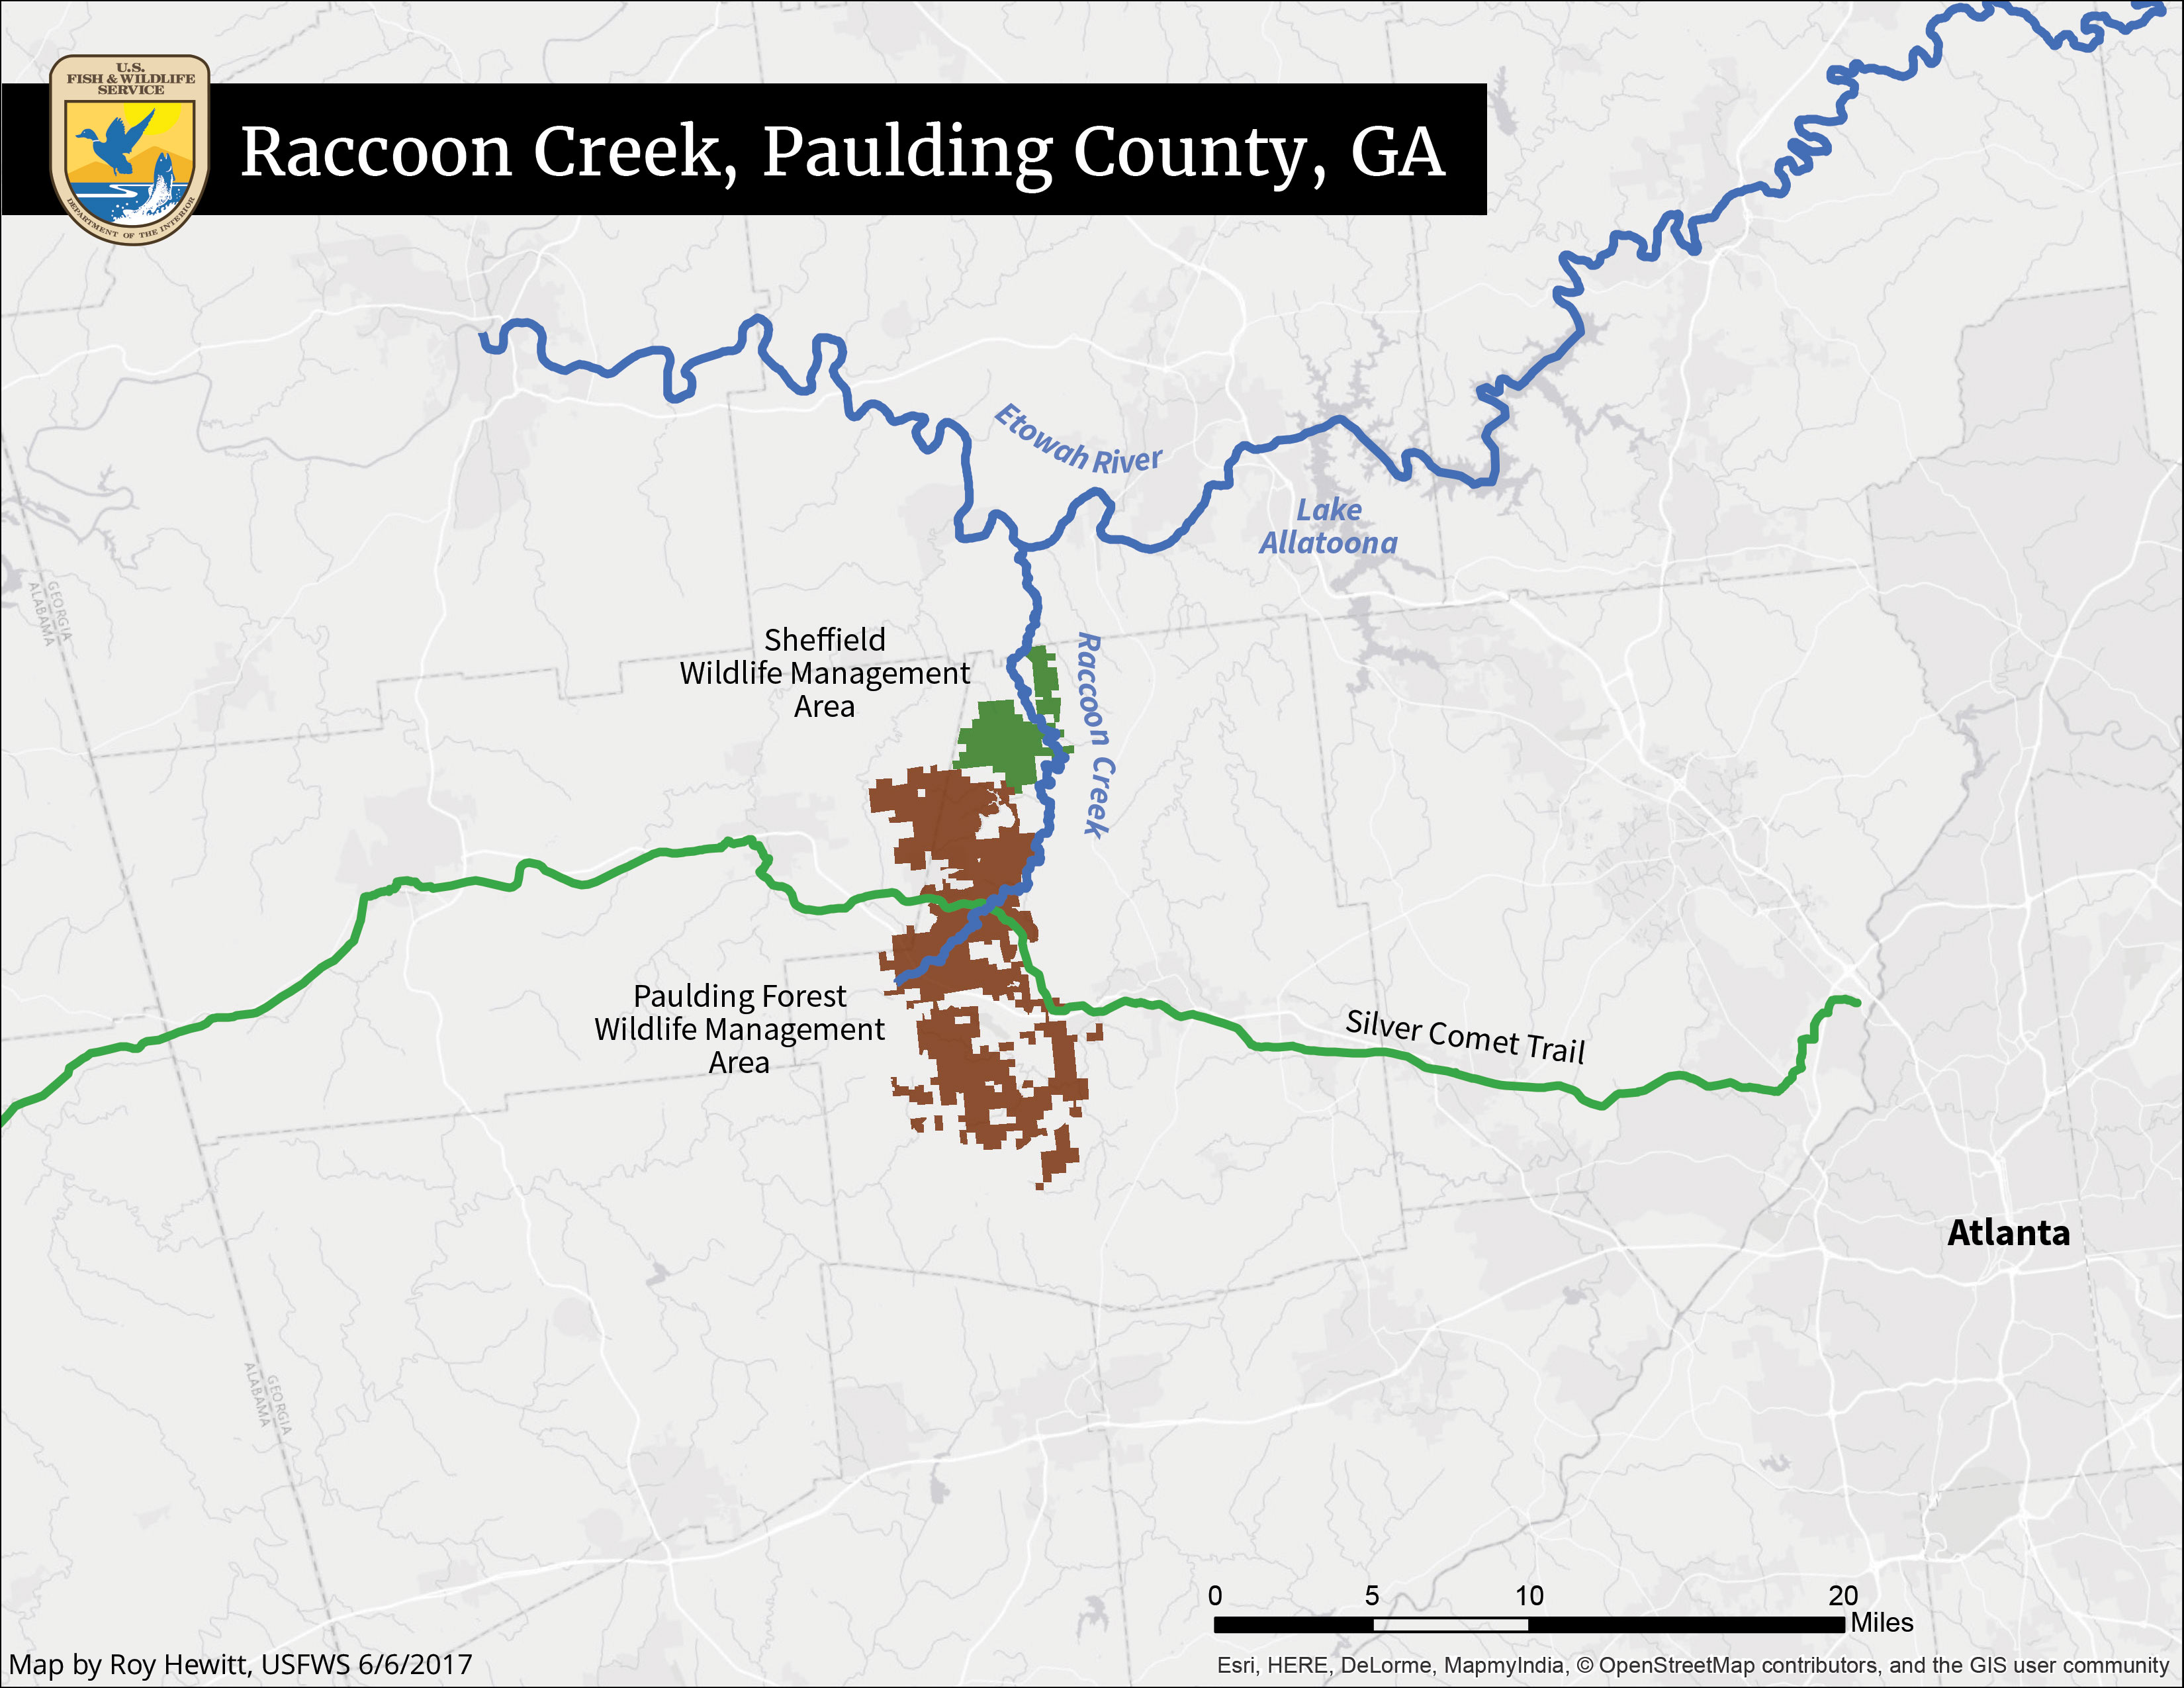 U.S.
FISH & WILDLIFE
SERVICE
DEPARTMENT OF THE INTERIOR
Raccoon Creek, Paulding County, GA
Etowah River
Lake
Allatoona
GEORGIA
ALABAMA
Sheffield
Wildlife Management
Area
Raccoon Creek
Paulding Forest
Wildlife Management
Area
Silver Comet Trail
Atlanta
GEORGIA
ALABAMA
0 5 10 20
Miles
Map by Roy Hewitt, USFWS 6/6/2017
Esri, HERE, DeLorme, MapmyIndia, © OpenStreetMap contributors, and the GIS user community